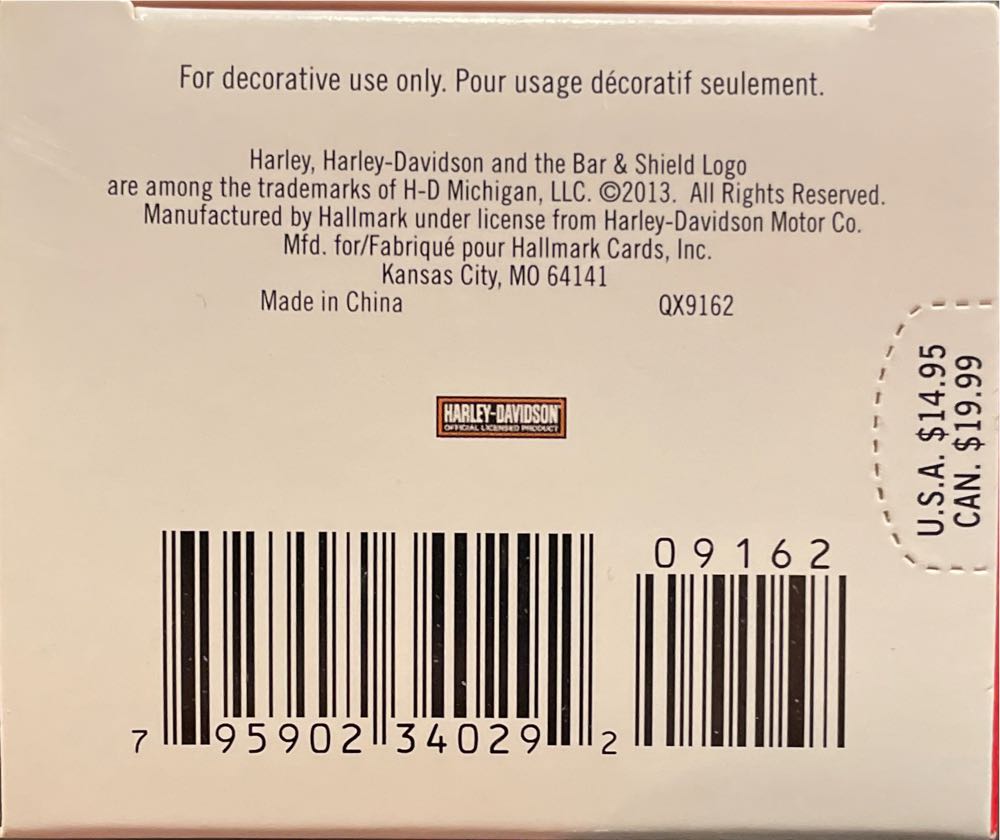 For decorative use only. Pour usage décoratif seulement.
Harley, Harley-Davidson and the Bar & Shield Logo
are among the trademarks of H-D Michigan, LLC. ©2013. All Rights Reserved.
Manufactured by Hallmark under license from Harley-Davidson Motor Co.
Mfd. for/Fabriqué pour Hallmark Cards, Inc.
Kansas City, MO 64141
Made in China QX9162
U.S.A. $14.95
CAN. $19.99
HARLEY-DAVIDSON
OFFICIAL LICENSED PRODUCT
09162
7 95902 34029 2